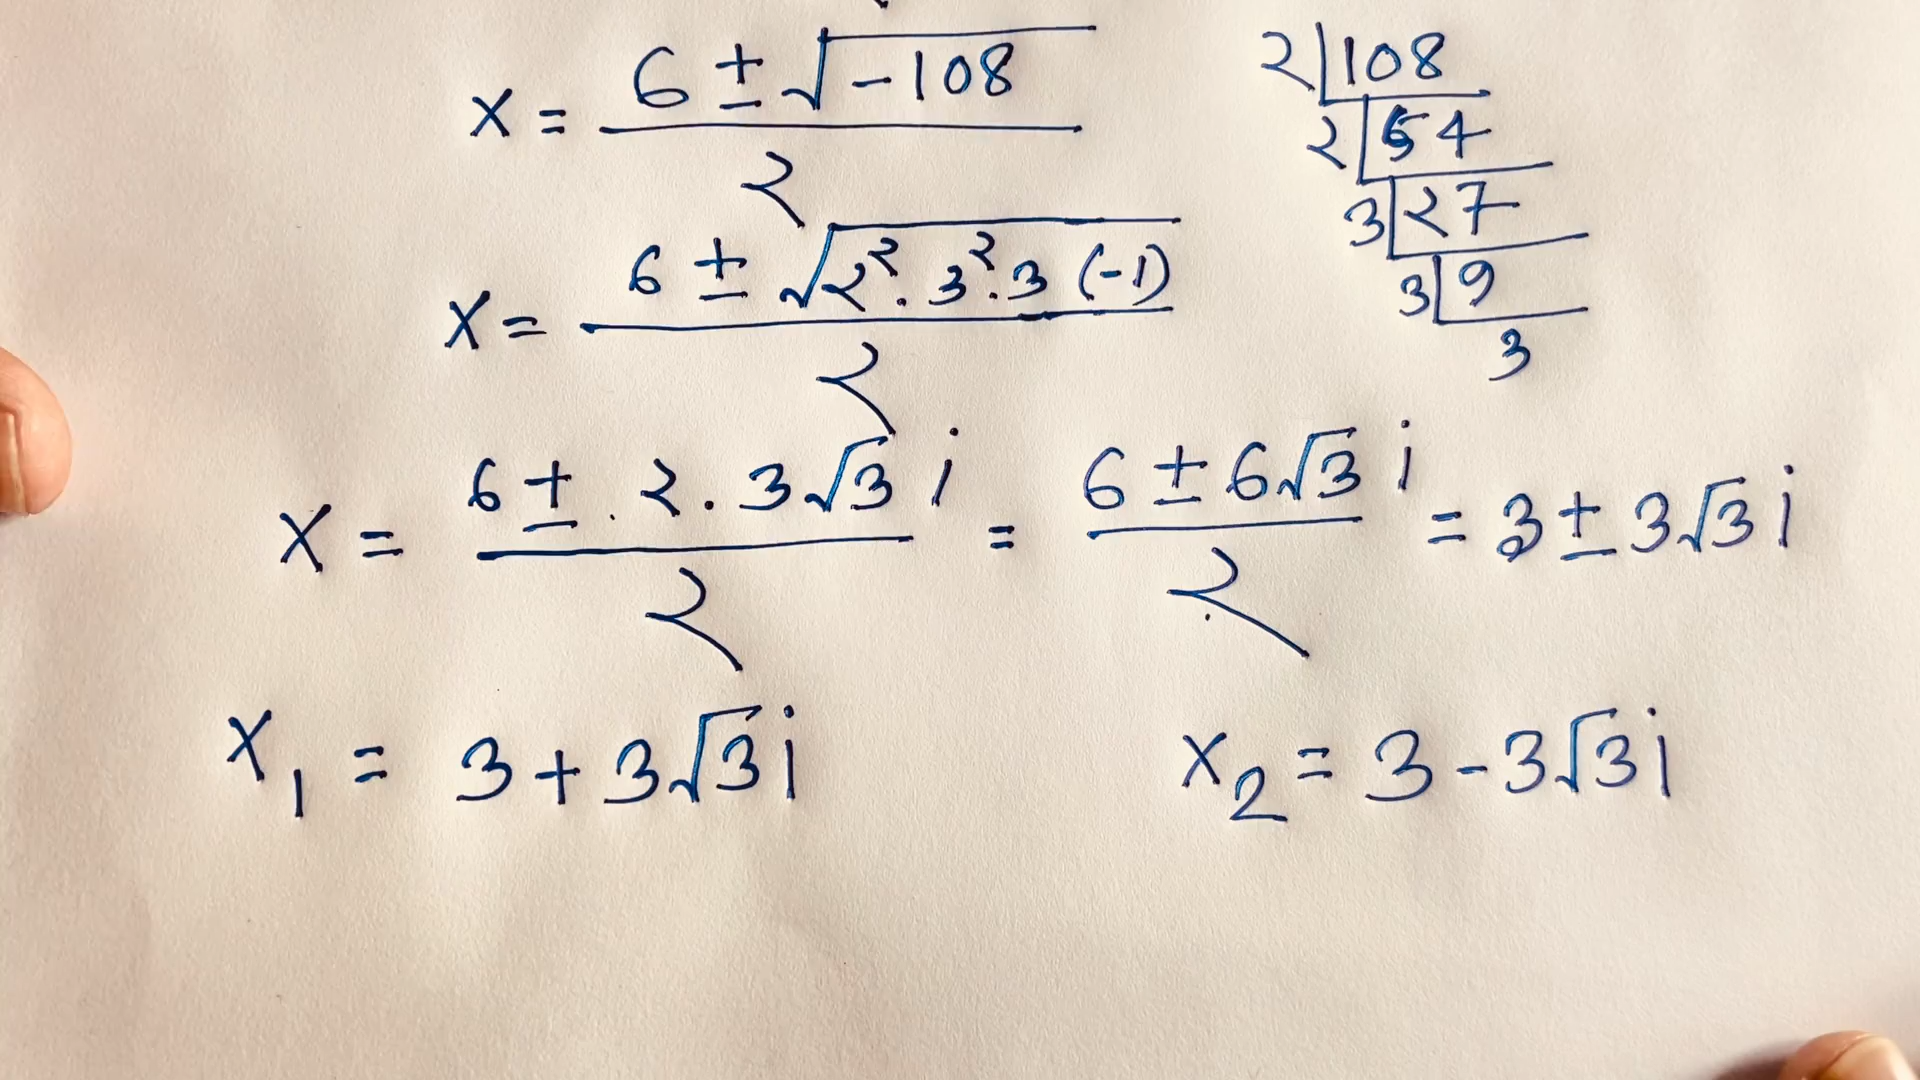 x = (6 ± √-108) / 2
2|108
2|54
3|27
3|9
3
x = (6 ± √2².3².3(-1)) / 2
x = (6 ± 2.3√3 i) / 2 = (6 ± 6√3 i) / 2 = 3 ± 3√3 i
x₁ = 3 + 3√3 i
x₂ = 3 - 3√3 i